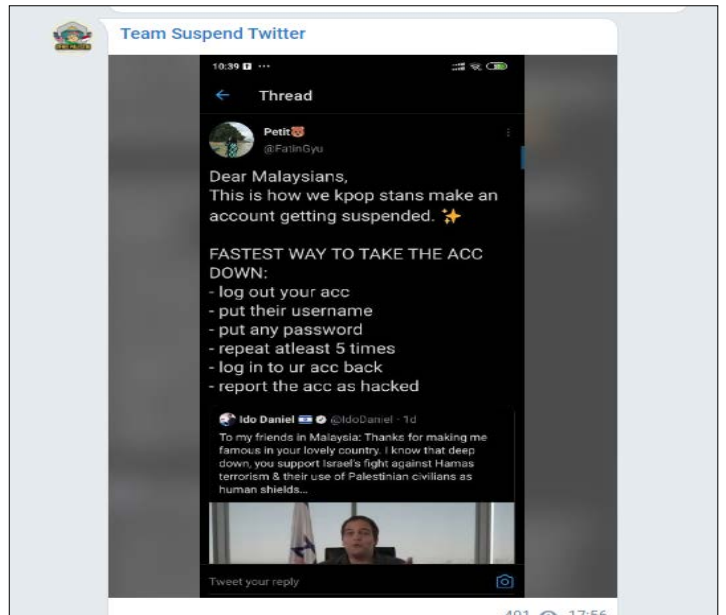 Team Suspend Twitter
10:39
Thread
Petit🐻
@FatinGyu
Dear Malaysians,
This is how we kpop stans make an
account getting suspended. ✨
FASTEST WAY TO TAKE THE ACC
DOWN:
- log out your acc
- put their username
- put any password
- repeat atleast 5 times
- log in to ur acc back
- report the acc as hacked
Ido Daniel 🇮🇱 @IdoDaniel · 1d
To my friends in Malaysia: Thanks for making me
famous in your lovely country. I know that deep
down, you support Israel's fight against Hamas
terrorism & their use of Palestinian civilians as
human shields...
Tweet your reply